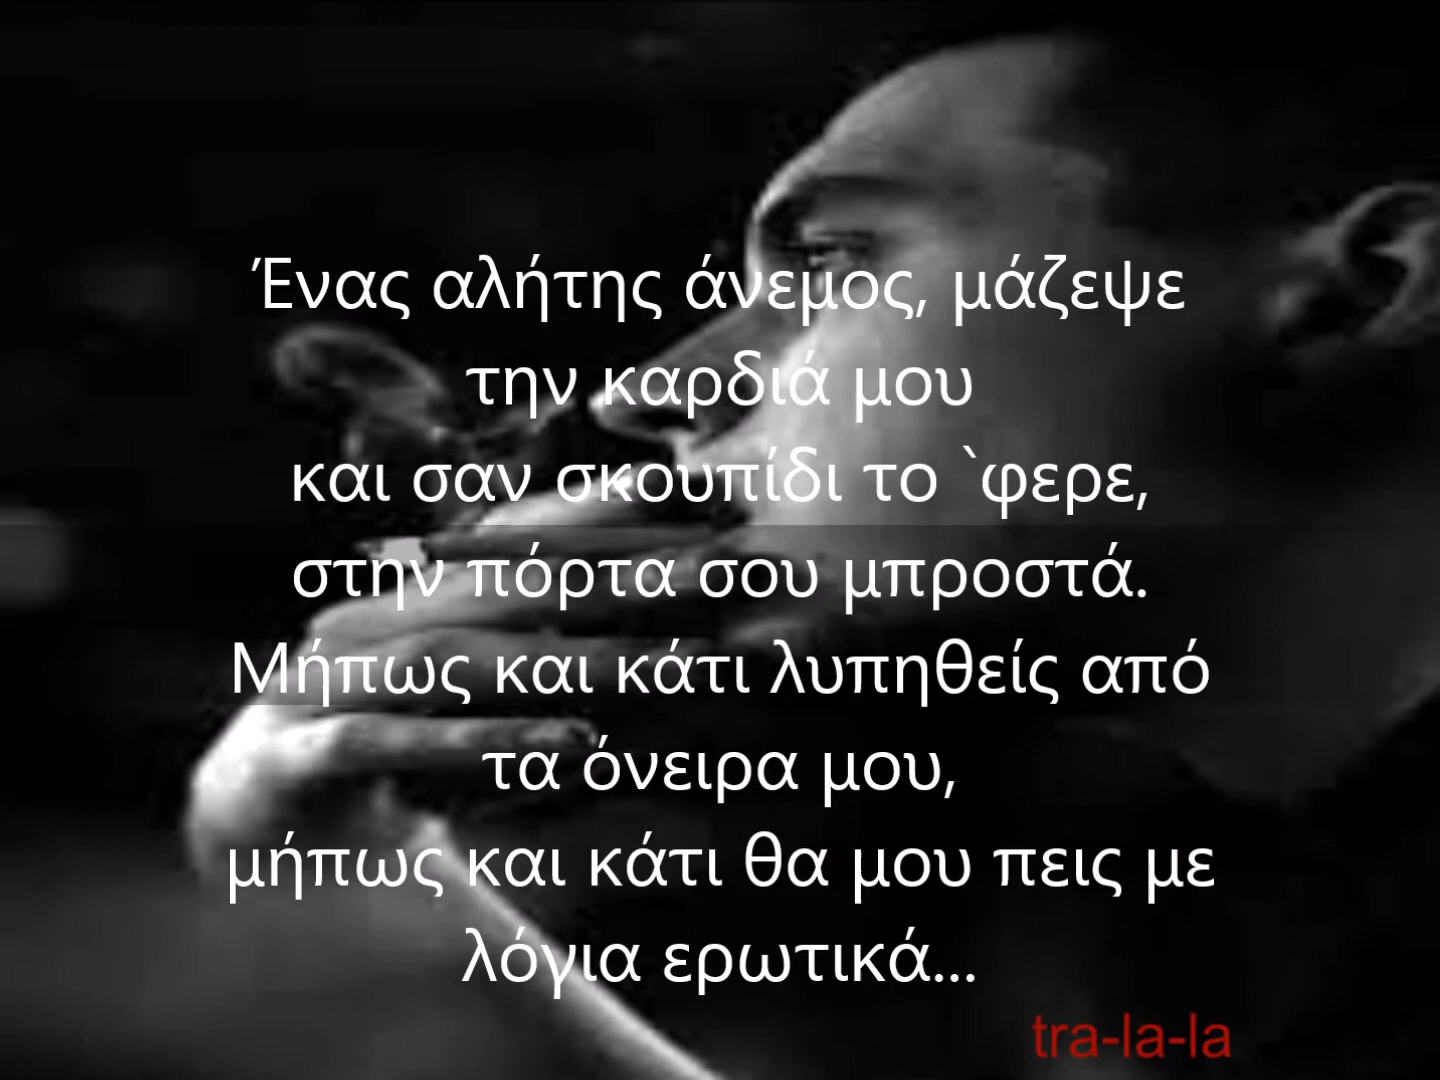 Ένας αλήτης άνεμος, μάζεψε
την καρδιά μου
και σαν σκουπίδι το `φερε,
στην πόρτα σου μπροστά.
Μήπως και κάτι λυπηθείς από
τα όνειρα μου,
μήπως και κάτι θα μου πεις με
λόγια ερωτικά...
tra-la-la